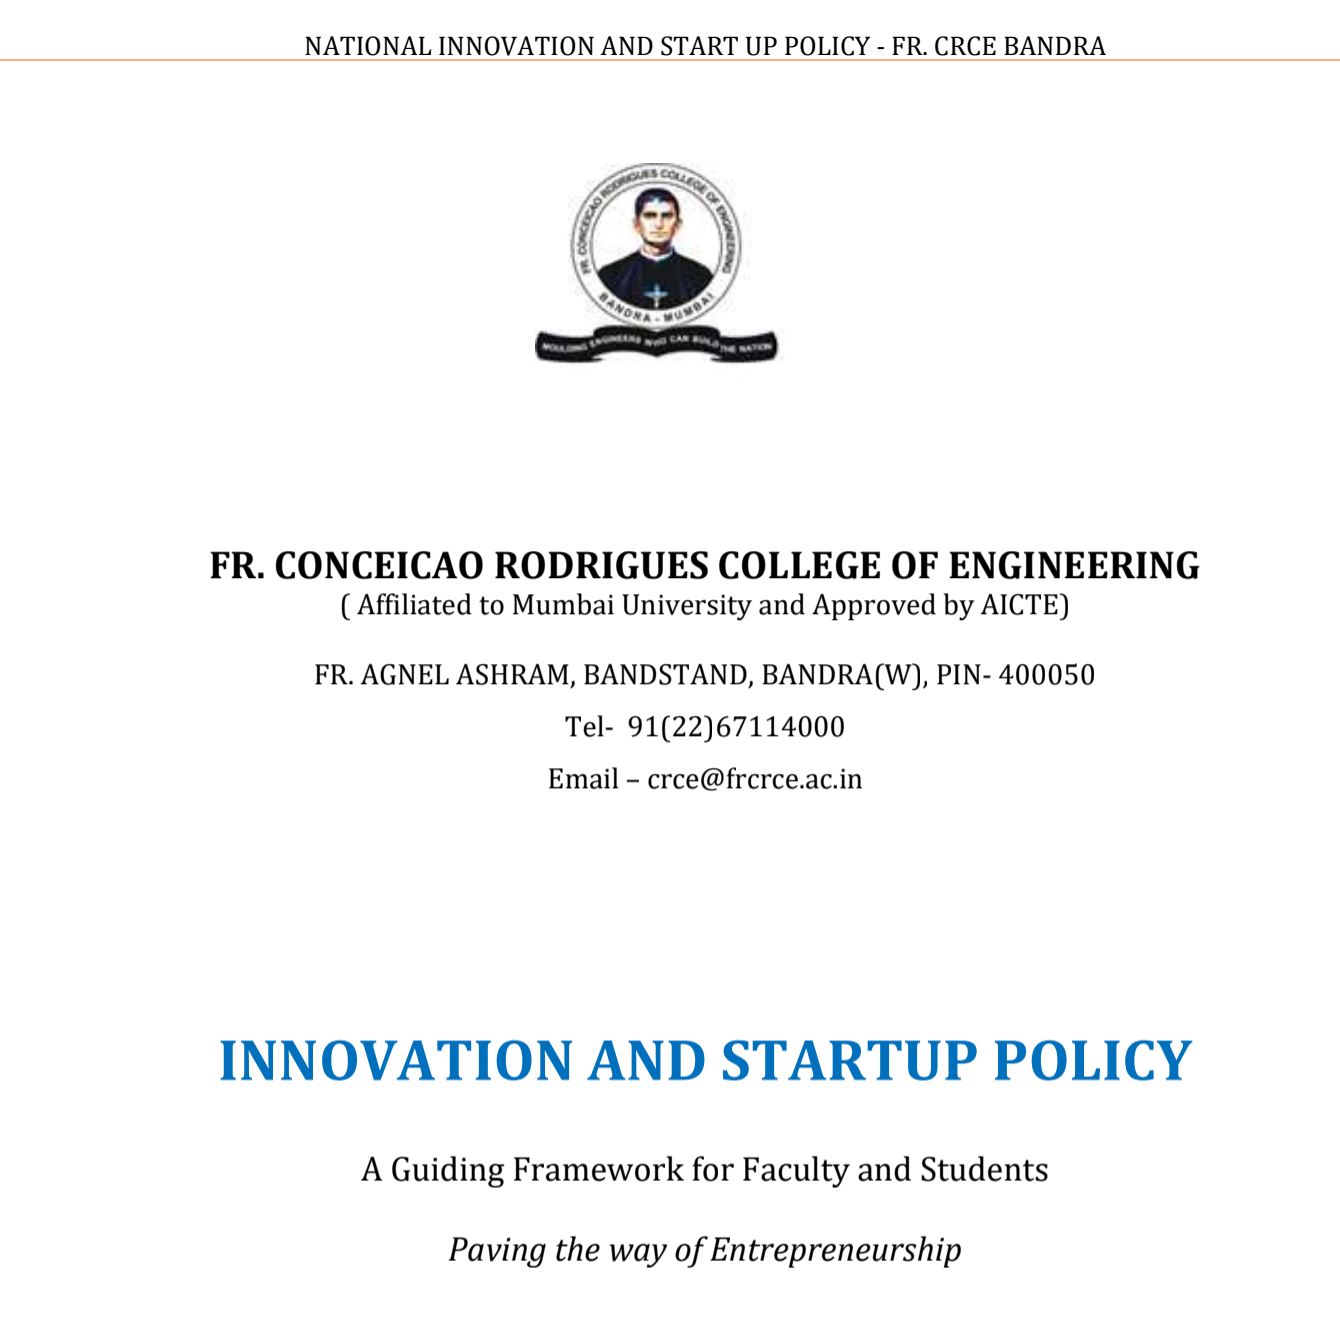 NATIONAL INNOVATION AND START UP POLICY - FR. CRCE BANDRA
FR. CONCEICAO RODRIGUES COLLEGE OF ENGINEERING
BANDRA - MUMBAI
MOULDING ENGINEERS WHO CAN BUILD THE NATION
FR. CONCEICAO RODRIGUES COLLEGE OF ENGINEERING
( Affiliated to Mumbai University and Approved by AICTE)
FR. AGNEL ASHRAM, BANDSTAND, BANDRA(W), PIN- 400050
Tel- 91(22)67114000
Email – crce@frcrce.ac.in
INNOVATION AND STARTUP POLICY
A Guiding Framework for Faculty and Students
Paving the way of Entrepreneurship